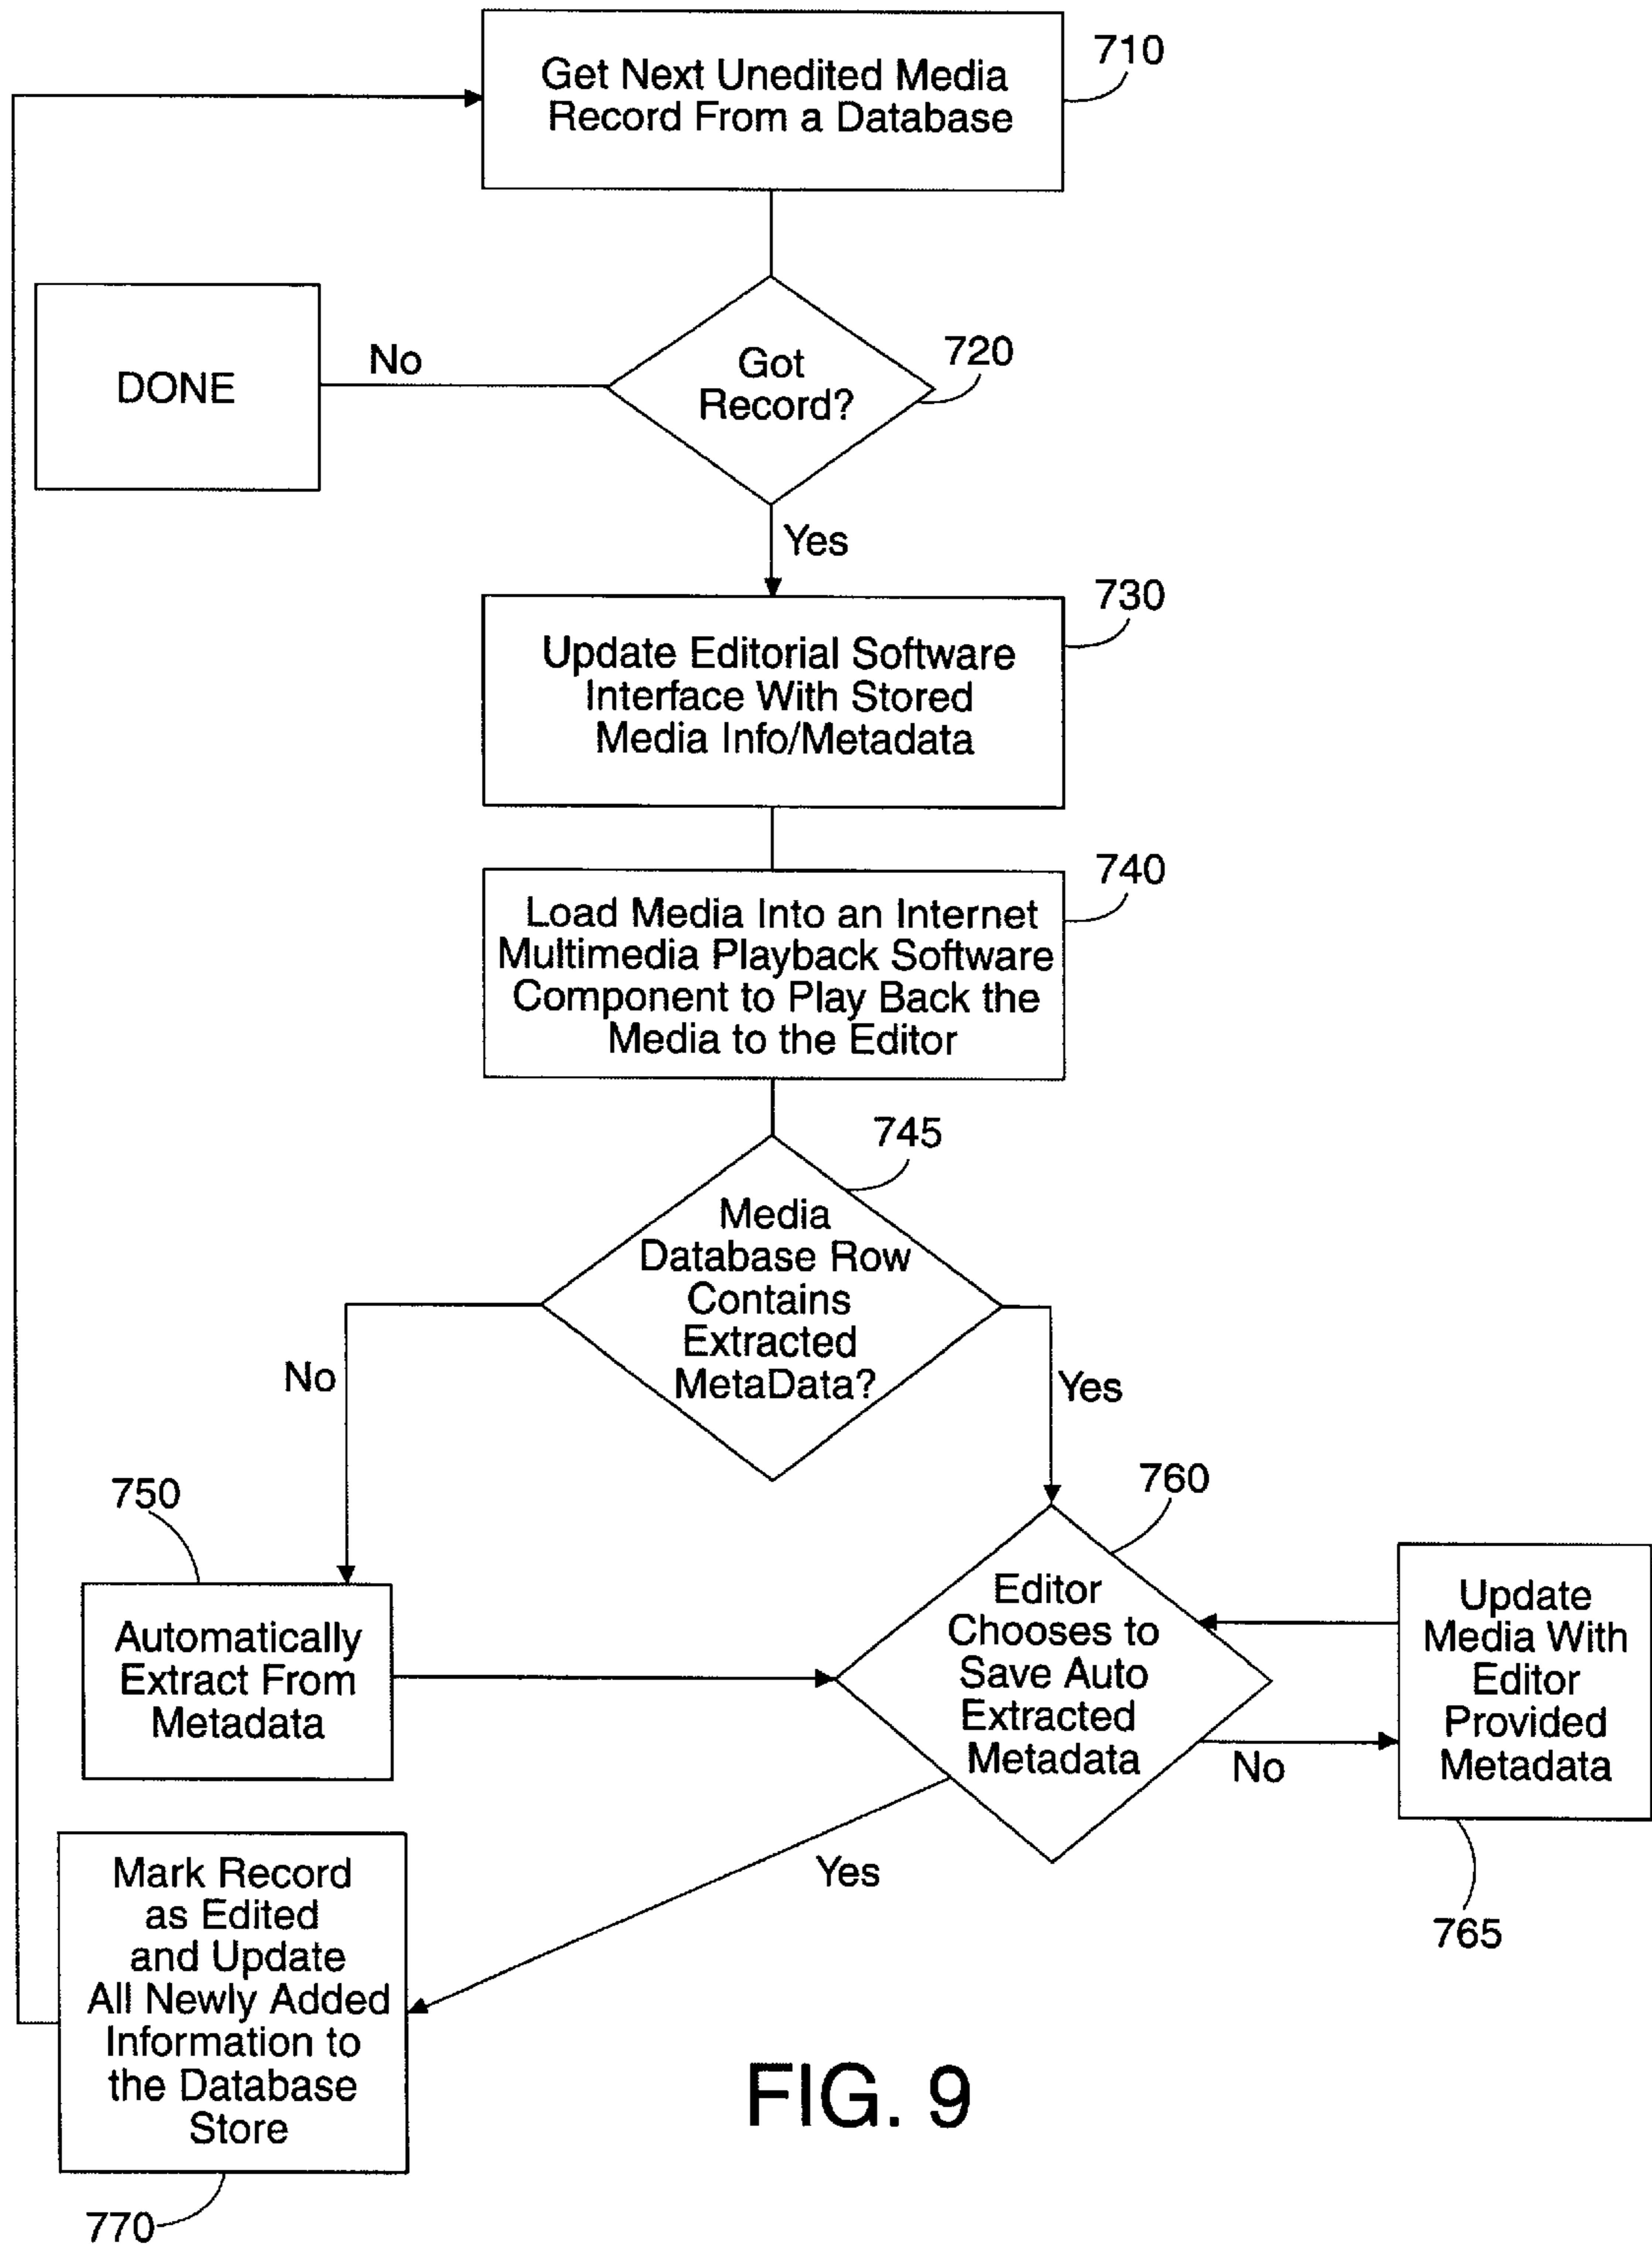 Get Next Unedited Media
Record From a Database
710
DONE
No
Got
Record?
720
Yes
730
Update Editorial Software
Interface With Stored
Media Info/Metadata
740
Load Media Into an Internet
Multimedia Playback Software
Component to Play Back the
Media to the Editor
745
Media
Database Row
Contains
Extracted
MetaData?
No
Yes
750
Automatically
Extract From
Metadata
760
Editor
Chooses to
Save Auto
Extracted
Metadata
No
Update
Media With
Editor
Provided
Metadata
765
Yes
Mark Record
as Edited
and Update
All Newly Added
Information to
the Database
Store
770
FIG. 9